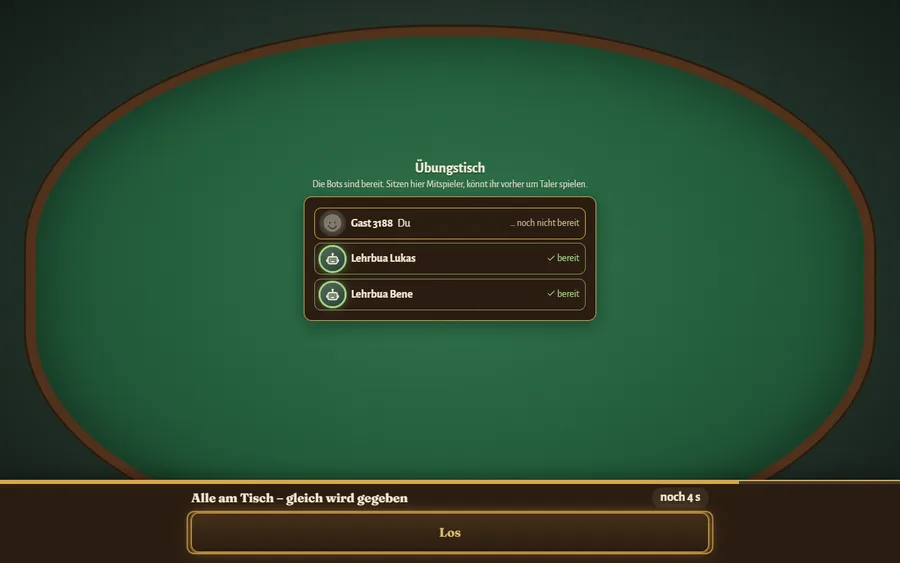 Übungstisch
Die Bots sind bereit. Sitzen hier Mitspieler, könnt ihr vorher um Taler spielen.
Gast 3188 Du ... noch nicht bereit
Lehrbua Lukas ✓ bereit
Lehrbua Bene ✓ bereit
Alle am Tisch – gleich wird gegeben noch 4 s
Los